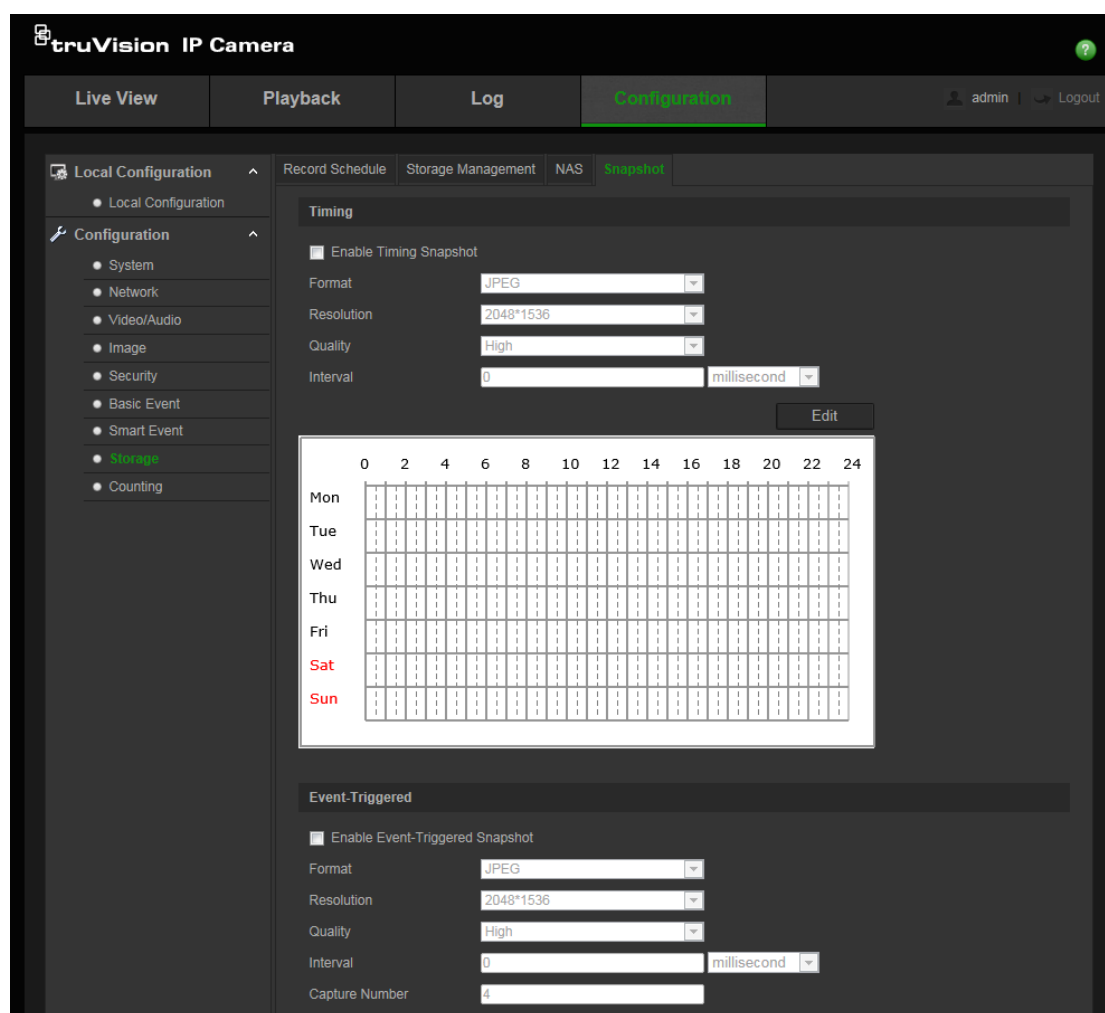 truVision IP Camera
?
Live View Playback Log Configuration admin | Logout
Local Configuration
Local Configuration
Configuration
System
Network
Video/Audio
Image
Security
Basic Event
Smart Event
Storage
Counting
Record Schedule Storage Management NAS Snapshot
Timing
Enable Timing Snapshot
Format JPEG
Resolution 2048*1536
Quality High
Interval 0 millisecond
Edit
0 2 4 6 8 10 12 14 16 18 20 22 24
Mon
Tue
Wed
Thu
Fri
Sat
Sun
Event-Triggered
Enable Event-Triggered Snapshot
Format JPEG
Resolution 2048*1536
Quality High
Interval 0 millisecond
Capture Number 4